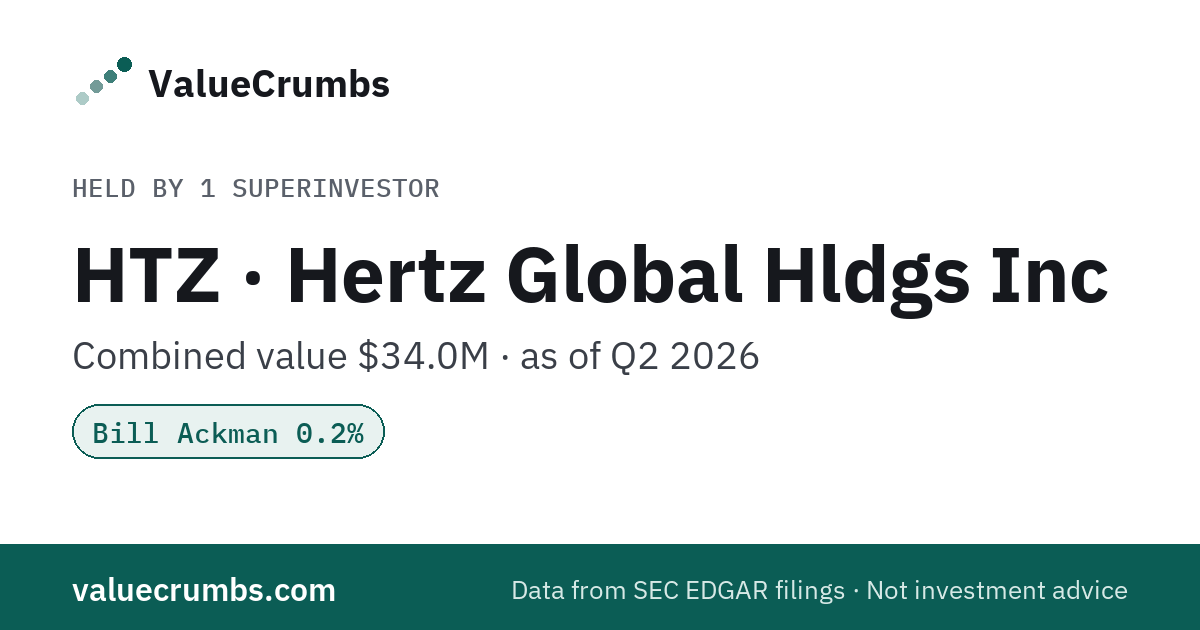 ValueCrumbs
HELD BY 1 SUPERINVESTOR
HTZ · Hertz Global Hldgs Inc
Combined value $34.0M · as of Q2 2026
Bill Ackman 0.2%
valuecrumbs.com
Data from SEC EDGAR filings · Not investment advice